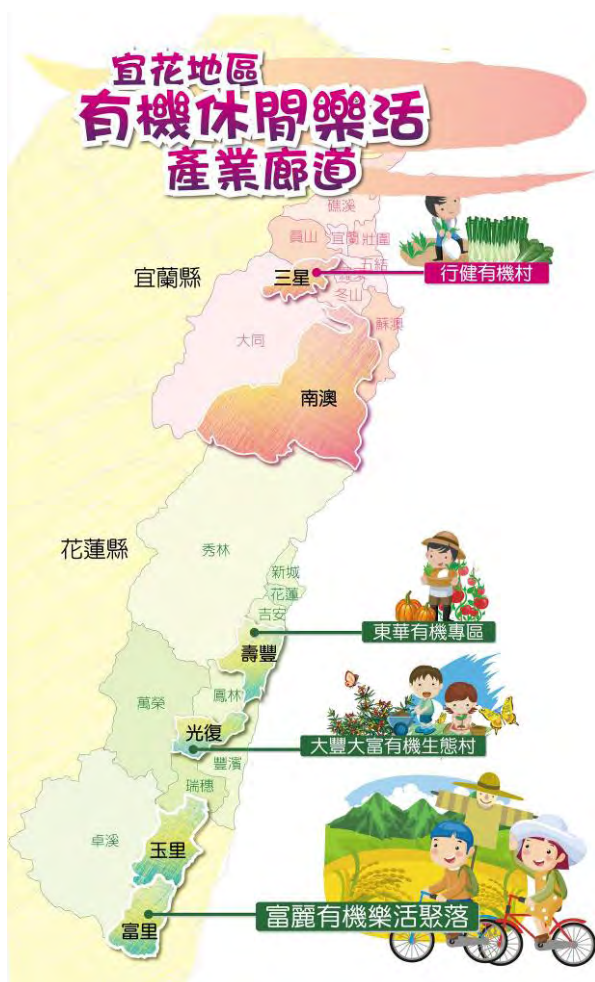 宜花地區
有機休閒樂活
產業廊道
礁溪
員山
宜蘭
壯圍
行健有機村
宜蘭縣
三星
五結
冬山
蘇澳
大同
南澳
花蓮縣
秀林
新城
花蓮
吉安
東華有機專區
壽豐
萬榮
鳳林
光復
大豐大富有機生態村
豐濱
瑞穗
卓溪
玉里
富里
富麗有機樂活聚落